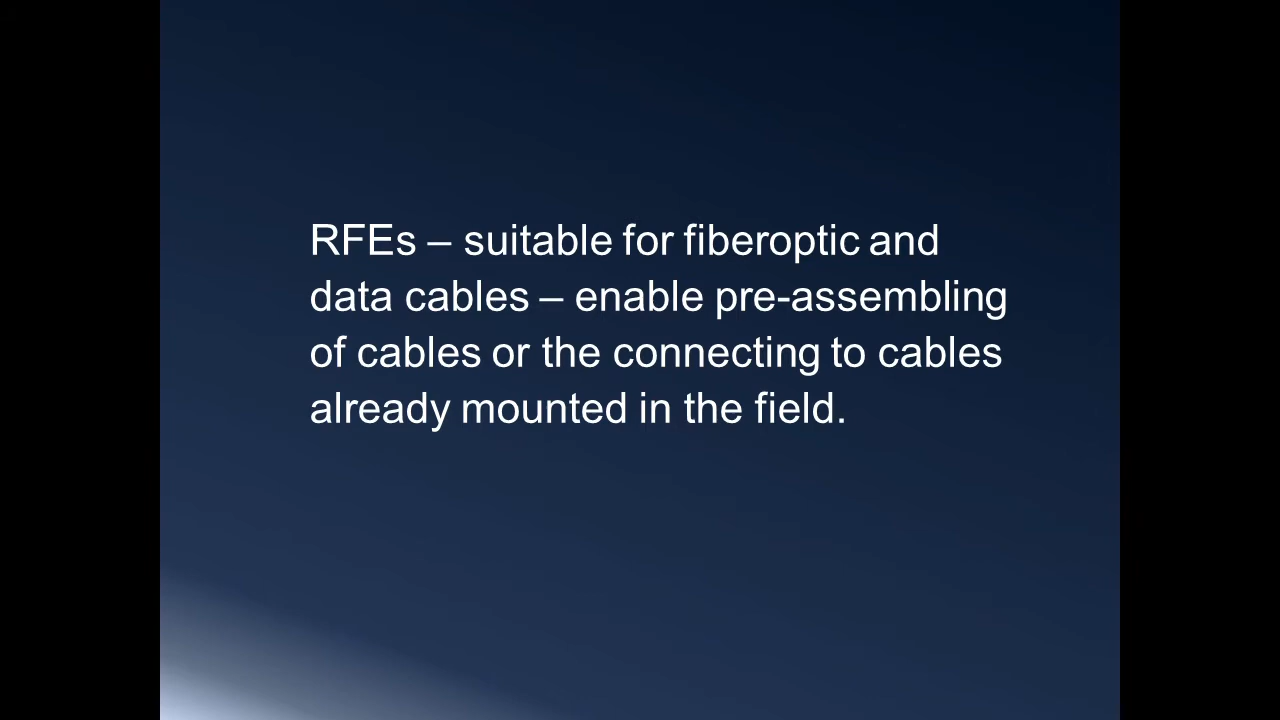 RFEs – suitable for fiberoptic and
data cables – enable pre-assembling
of cables or the connecting to cables
already mounted in the field.